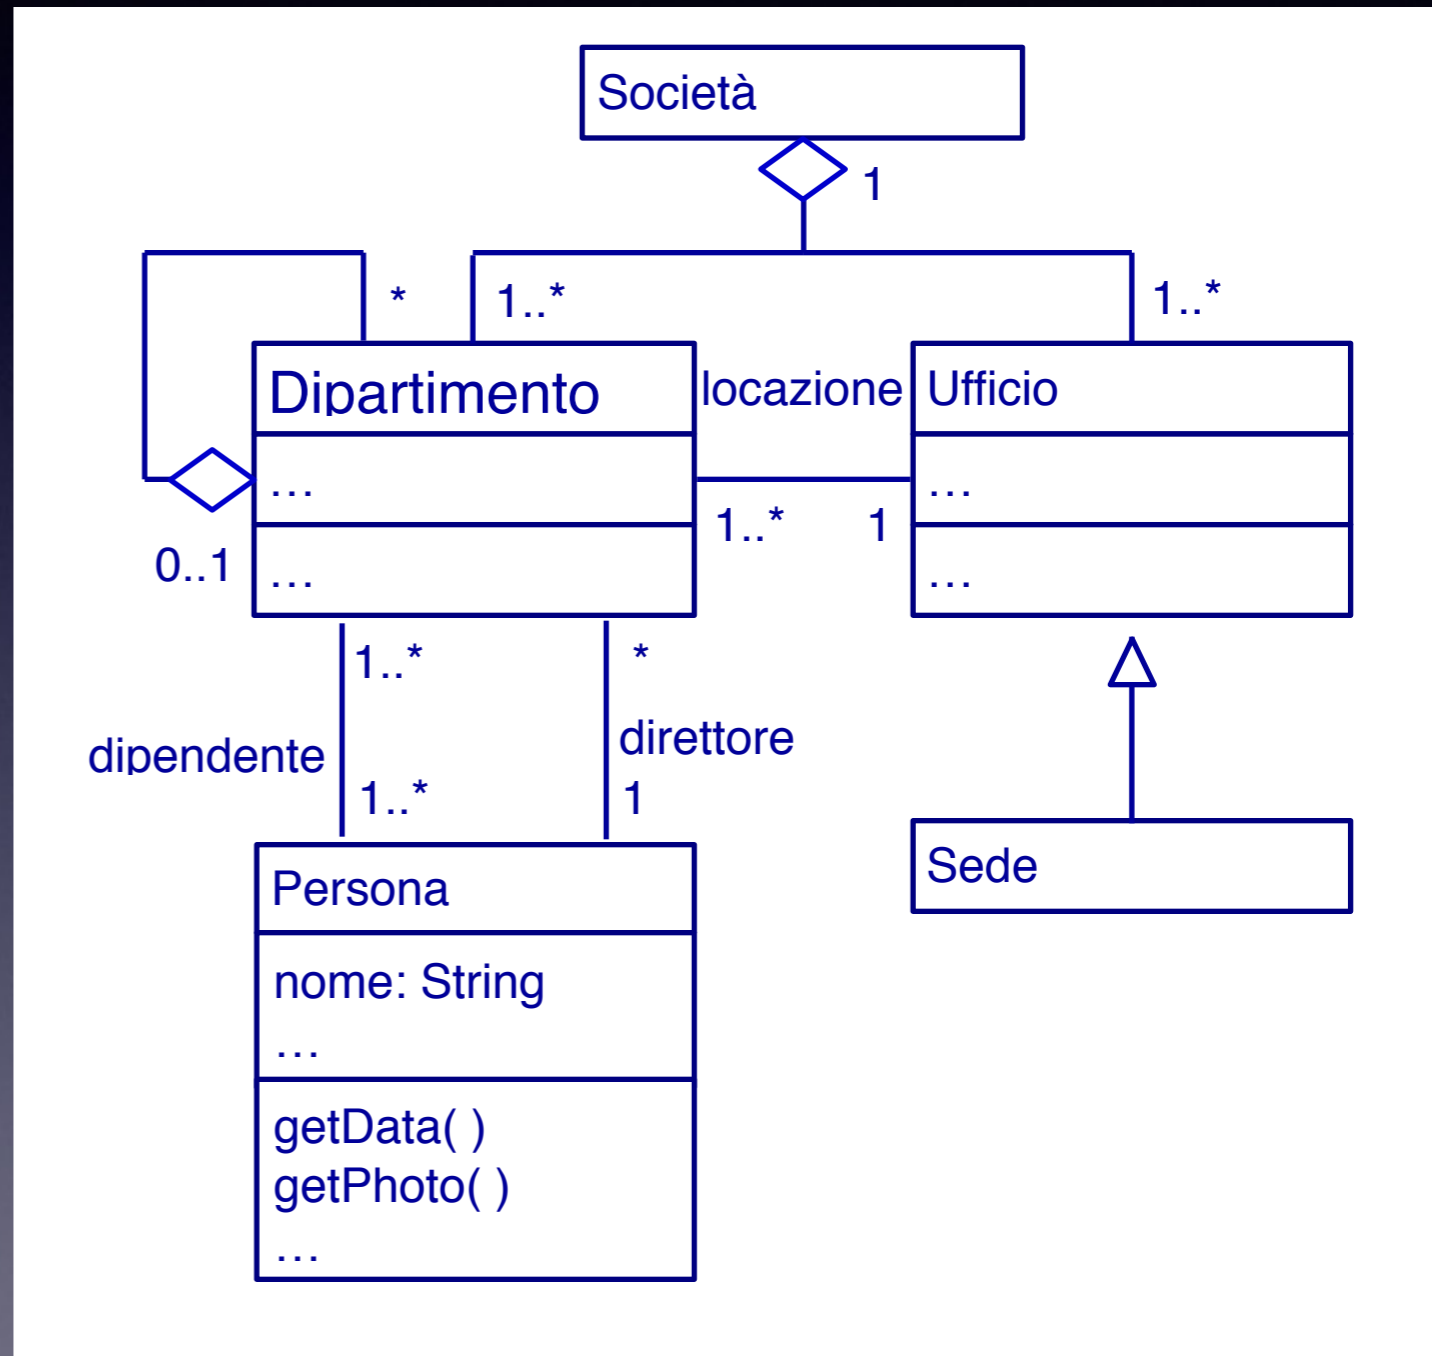 Società
1
*
1..*
1..*
Dipartimento
locazione
Ufficio
…
…
1..*
1
0..1
…
…
1..*
*
dipendente
direttore
1..*
1
Persona
Sede
nome: String
…
getData( )
getPhoto( )
…